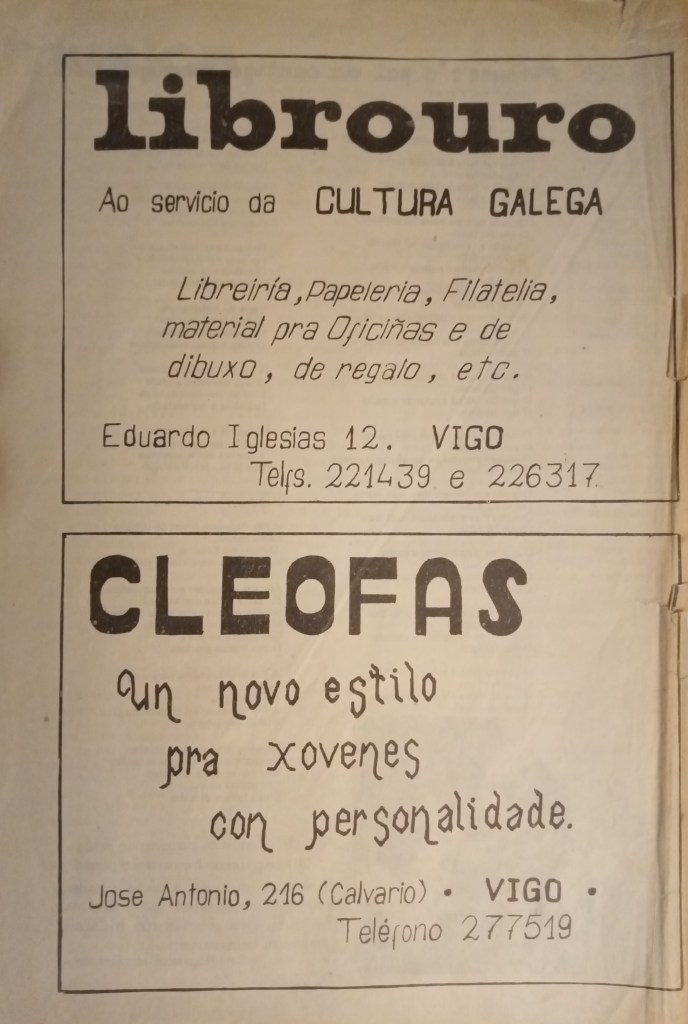 librouro
Ao servicio da CULTURA GALEGA
Libreiría, Papeleria, Filatelia,
material pra Oficiñas e de
dibuxo, de regalo, etc.
Eduardo Iglesias 12. VIGO
Telfs. 221439 e 226317
CLEOFAS
Un novo estilo
pra xovenes
con personalidade.
Jose Antonio, 216 (Calvario) • VIGO •
Teléfono 277519